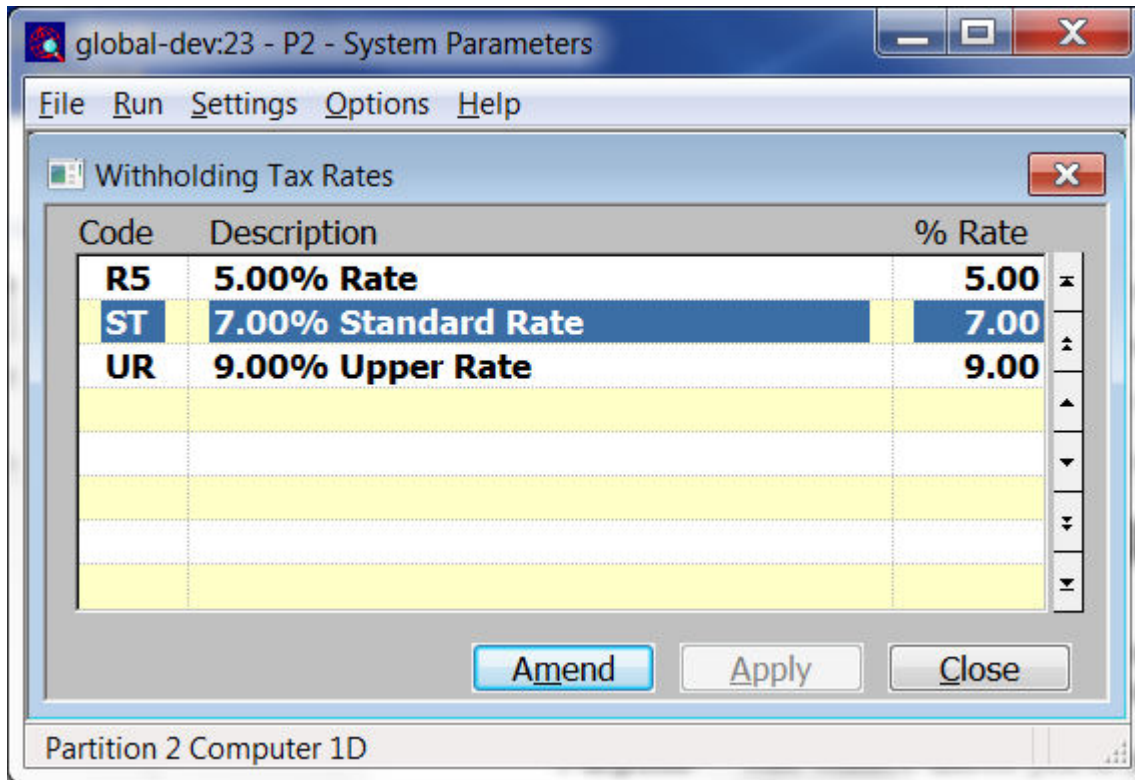 global-dev:23 - P2 - System Parameters
File Run Settings Options Help
Withholding Tax Rates
Code Description % Rate
R5 5.00% Rate 5.00
ST 7.00% Standard Rate 7.00
UR 9.00% Upper Rate 9.00
Amend Apply Close
Partition 2 Computer 1D